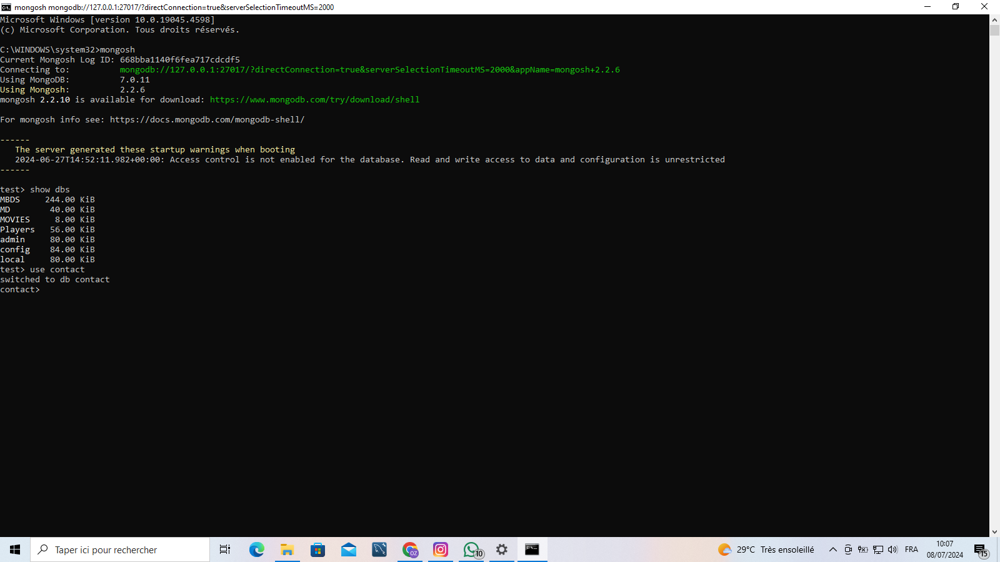 mongosh mongodb://127.0.0.1:27017/?directConnection=true&serverSelectionTimeoutMS=2000
Microsoft Windows [version 10.0.19045.4598]
(c) Microsoft Corporation. Tous droits réservés.
C:\WINDOWS\system32>mongosh
Current Mongosh Log ID: 668bba1140f6fea717cdcdf5
Connecting to: mongodb://127.0.0.1:27017/?directConnection=true&serverSelectionTimeoutMS=2000&appName=mongosh+2.2.6
Using MongoDB: 7.0.11
Using Mongosh: 2.2.6
mongosh 2.2.10 is available for download: https://www.mongodb.com/try/download/shell
For mongosh info see: https://docs.mongodb.com/mongodb-shell/
------
The server generated these startup warnings when booting
2024-06-27T14:52:11.982+00:00: Access control is not enabled for the database. Read and write access to data and configuration is unrestricted
------
test> show dbs
MBDS 244.00 KiB
MD 40.00 KiB
MOVIES 8.00 KiB
Players 56.00 KiB
admin 80.00 KiB
config 84.00 KiB
local 80.00 KiB
test> use contact
switched to db contact
contact>
Taper ici pour rechercher
OZ
10
29°C Très ensoleillé
FRA
10:07
08/07/2024
15